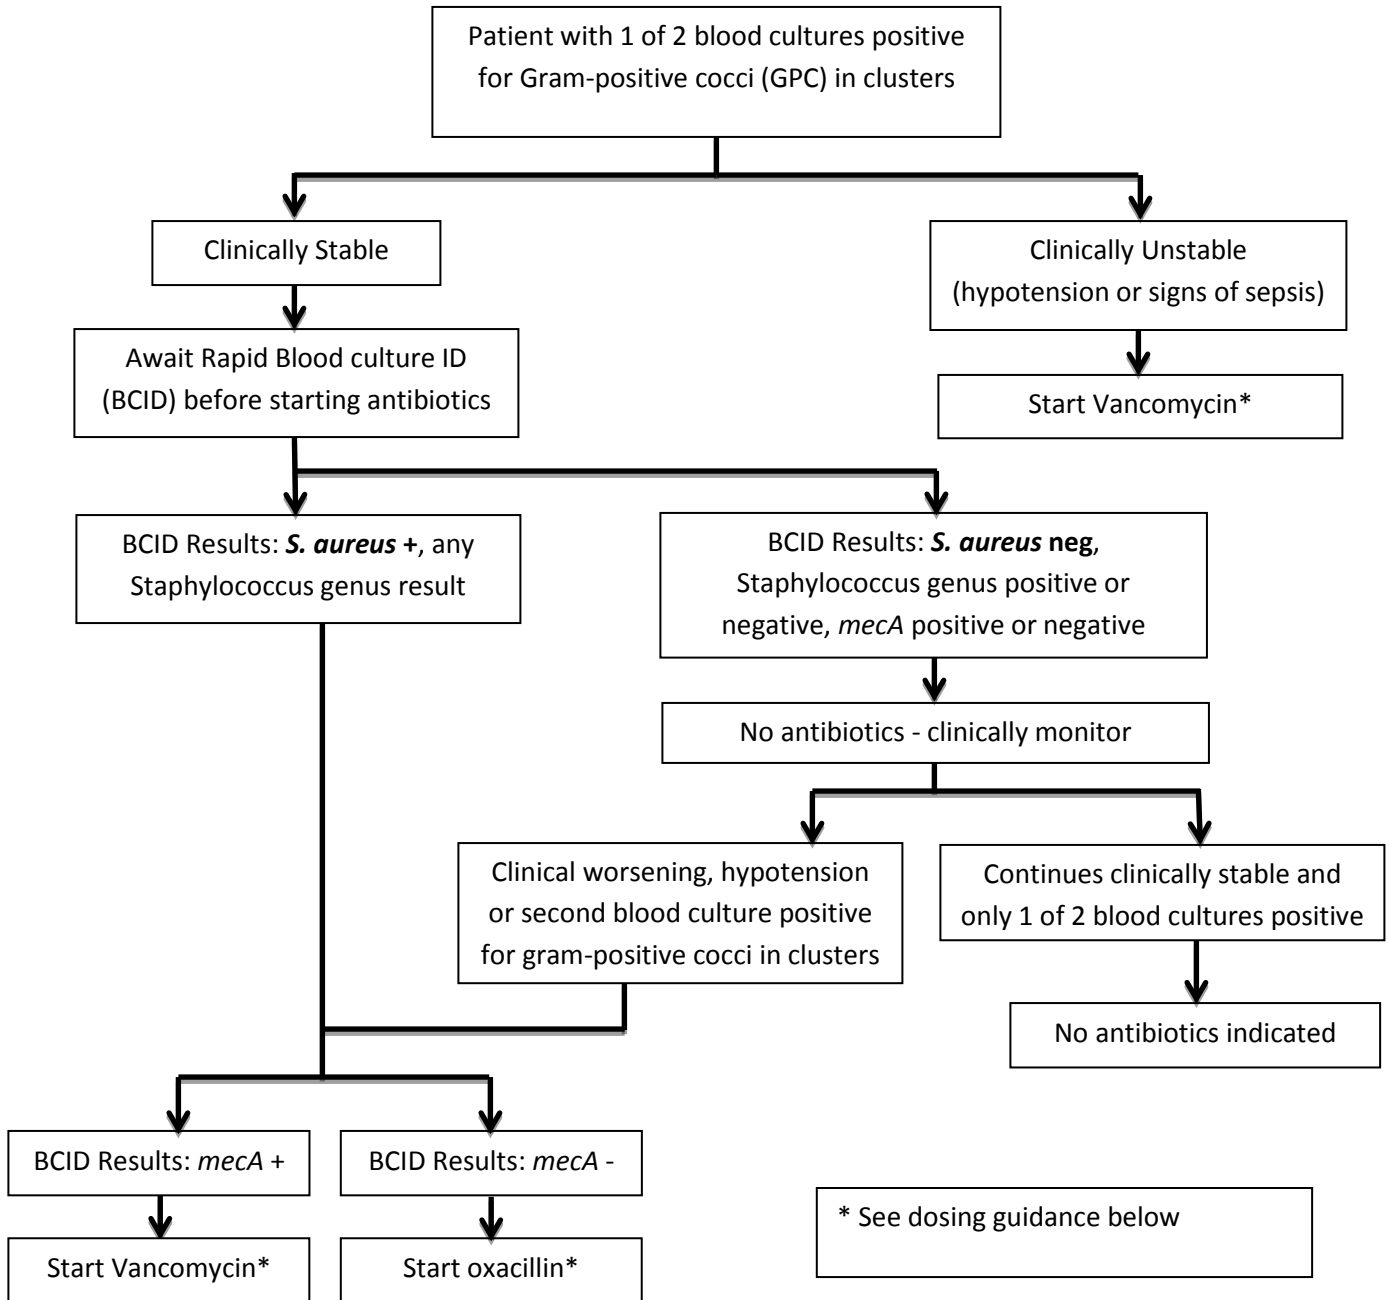 Patient with 1 of 2 blood cultures positive
for Gram-positive cocci (GPC) in clusters
Clinically Stable
Clinically Unstable
(hypotension or signs of sepsis)
Await Rapid Blood culture ID
(BCID) before starting antibiotics
Start Vancomycin*
BCID Results: S. aureus +, any
Staphylococcus genus result
BCID Results: S. aureus neg,
Staphylococcus genus positive or
negative, mecA positive or negative
No antibiotics - clinically monitor
Clinical worsening, hypotension
or second blood culture positive
for gram-positive cocci in clusters
Continues clinically stable and
only 1 of 2 blood cultures positive
No antibiotics indicated
BCID Results: mecA +
BCID Results: mecA -
Start Vancomycin*
Start oxacillin*
* See dosing guidance below